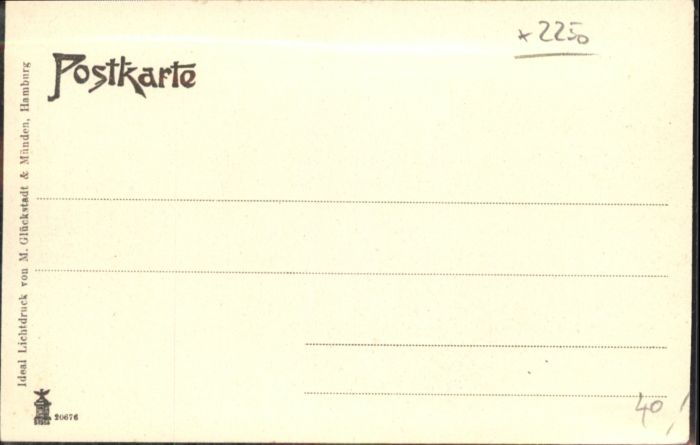 * 2250
Postkarte
Ideal Lichtdruck von M. Glückstadt & Münden, Hamburg
20676
40,